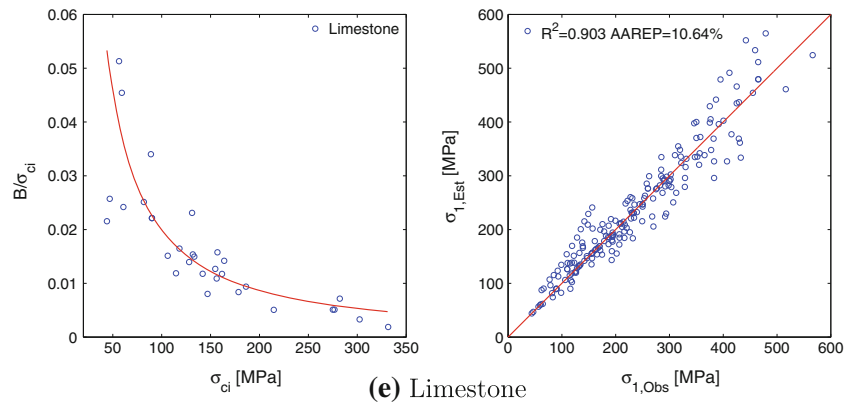 Limestone
0.06
0.05
0.04
0.03
0.02
0.01
0
B/σci
50 100 150 200 250 300 350
σci [MPa]
R²=0.903 AAREP=10.64%
600
500
400
300
200
100
0
σ1,Est [MPa]
0 100 200 300 400 500 600
σ1,Obs [MPa]
(e) Limestone